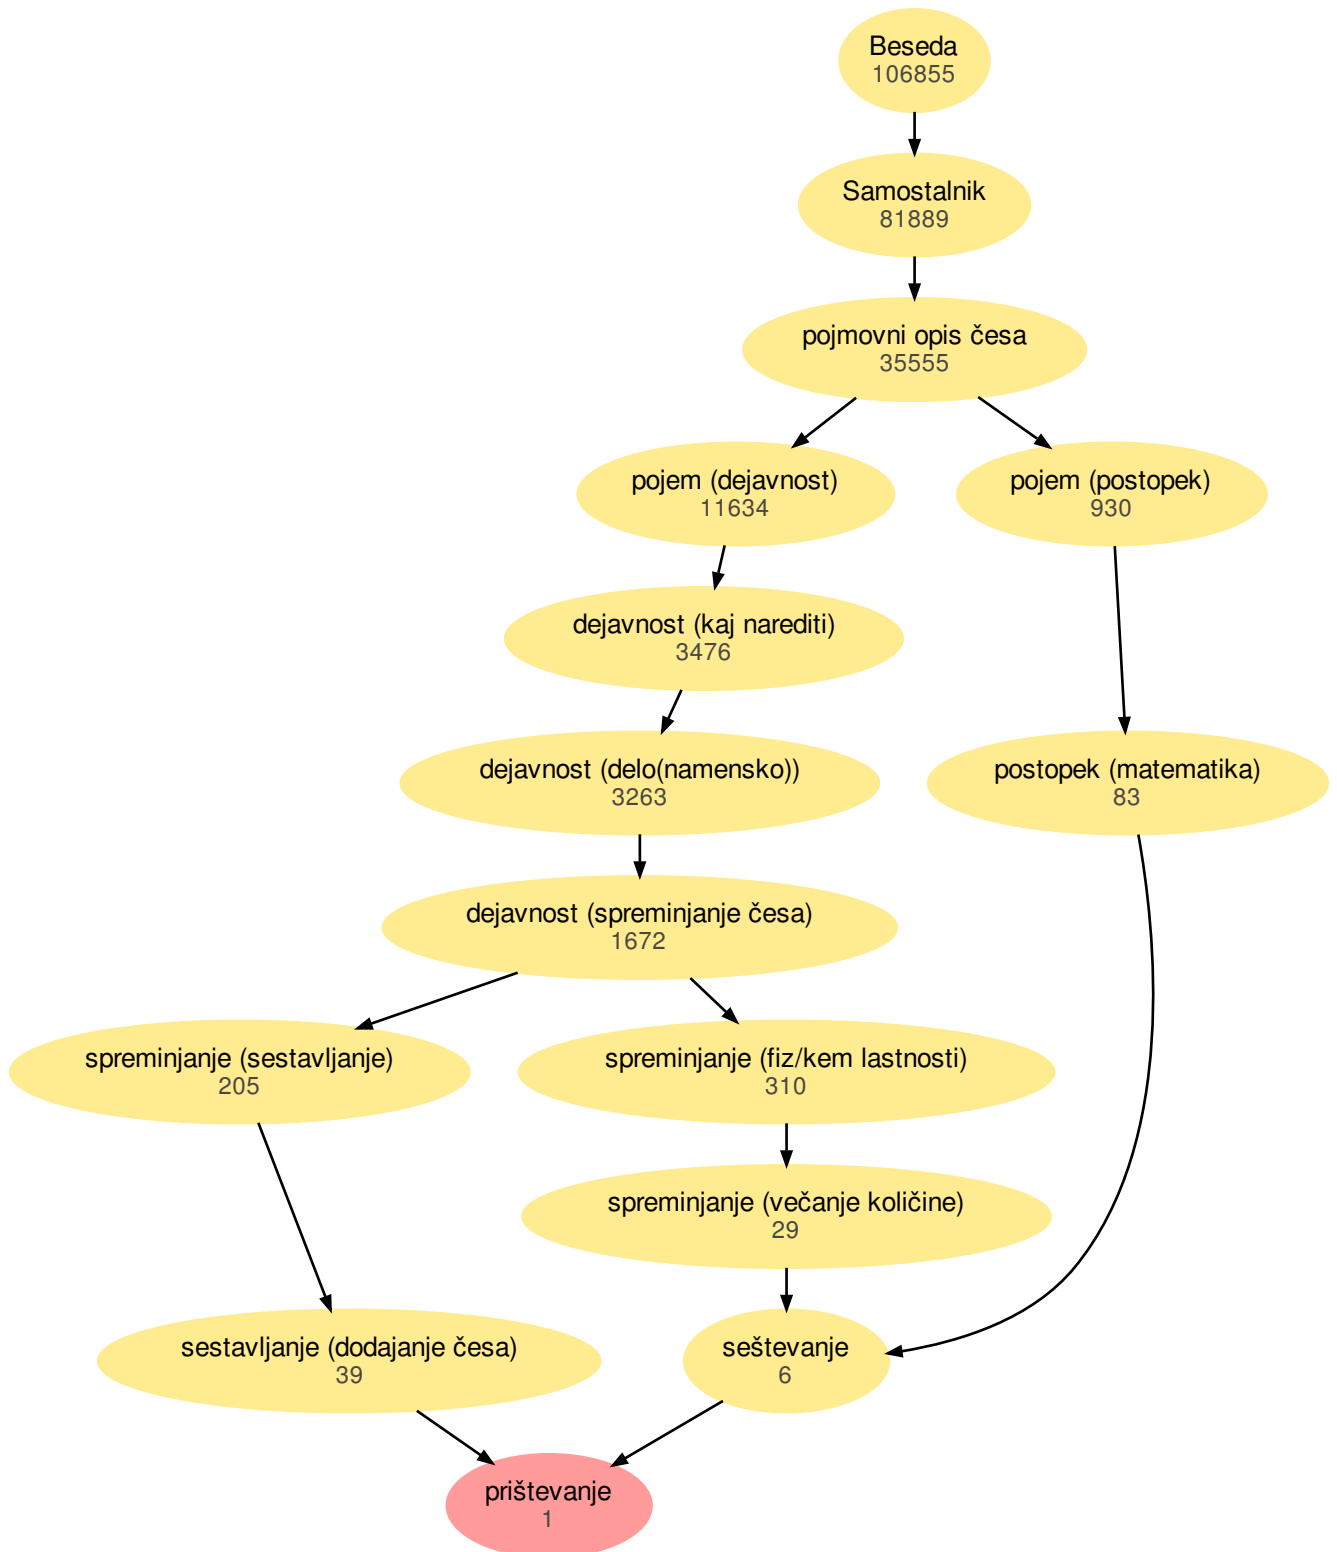 Beseda
106855
Samostalnik
81889
pojmovni opis česa
35555
pojem (dejavnost)
11634
pojem (postopek)
930
dejavnost (kaj narediti)
3476
dejavnost (delo(namensko))
3263
postopek (matematika)
83
dejavnost (spreminjanje česa)
1672
spreminjanje (sestavljanje)
205
spreminjanje (fiz/kem lastnosti)
310
spreminjanje (večanje količine)
29
sestavljanje (dodajanje česa)
39
seštevanje
6
prištevanje
1